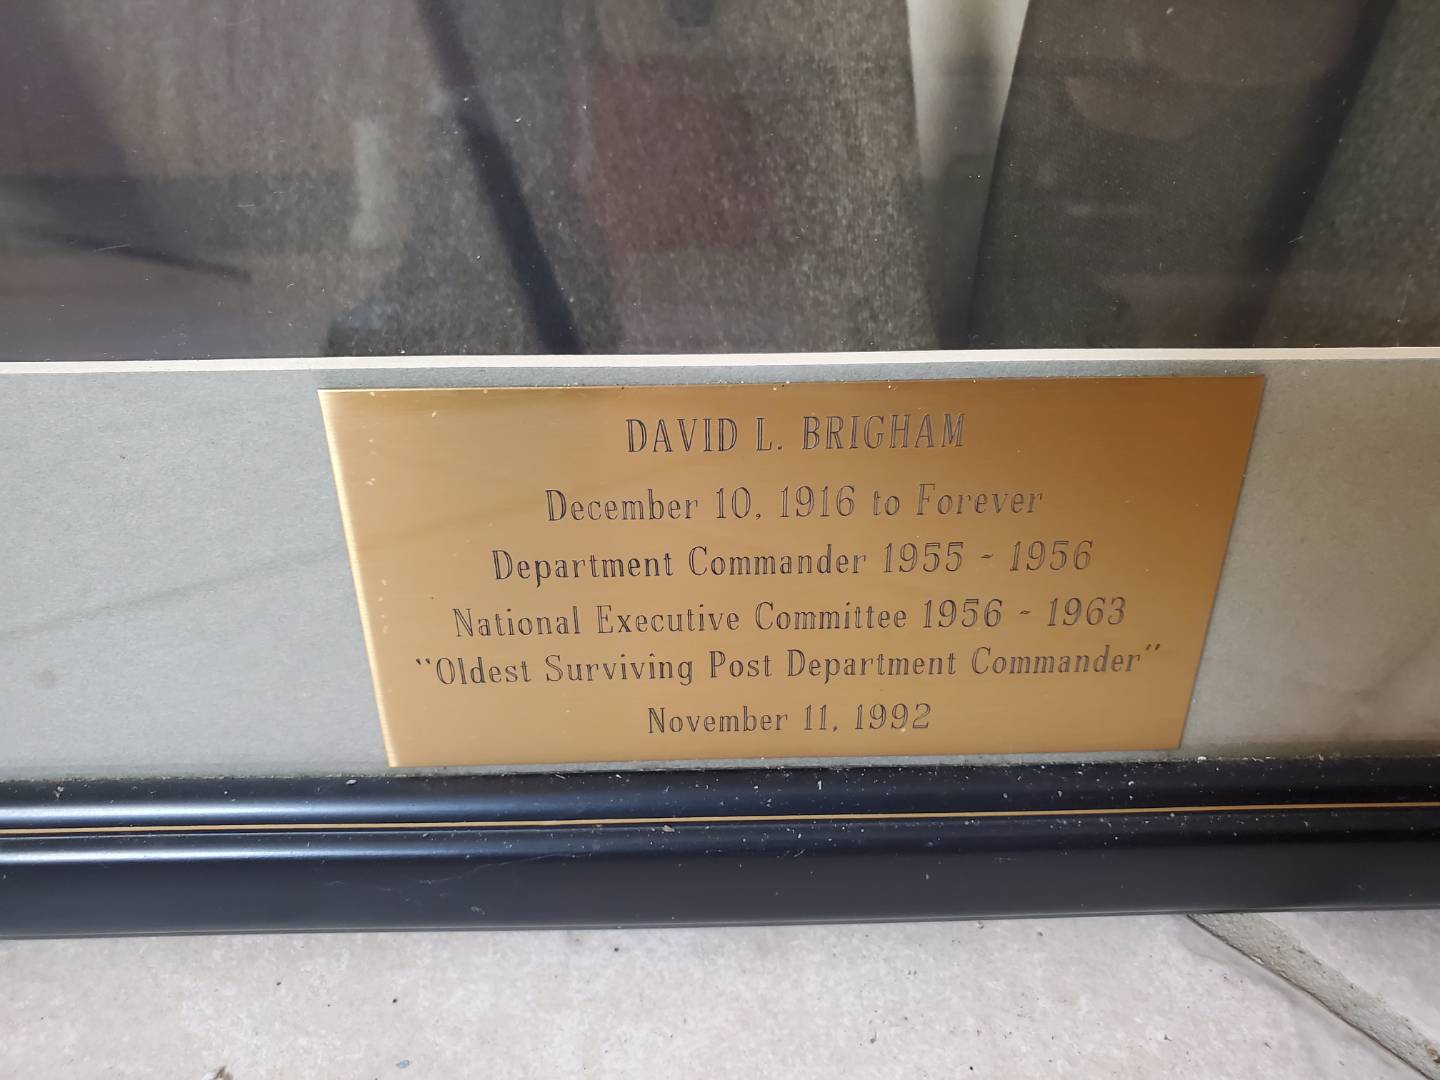 DAVID L. BRIGHAM
December 10, 1916 to Forever
Department Commander 1955 - 1956
National Executive Committee 1956 - 1963
"Oldest Surviving Post Department Commander"
November 11, 1992